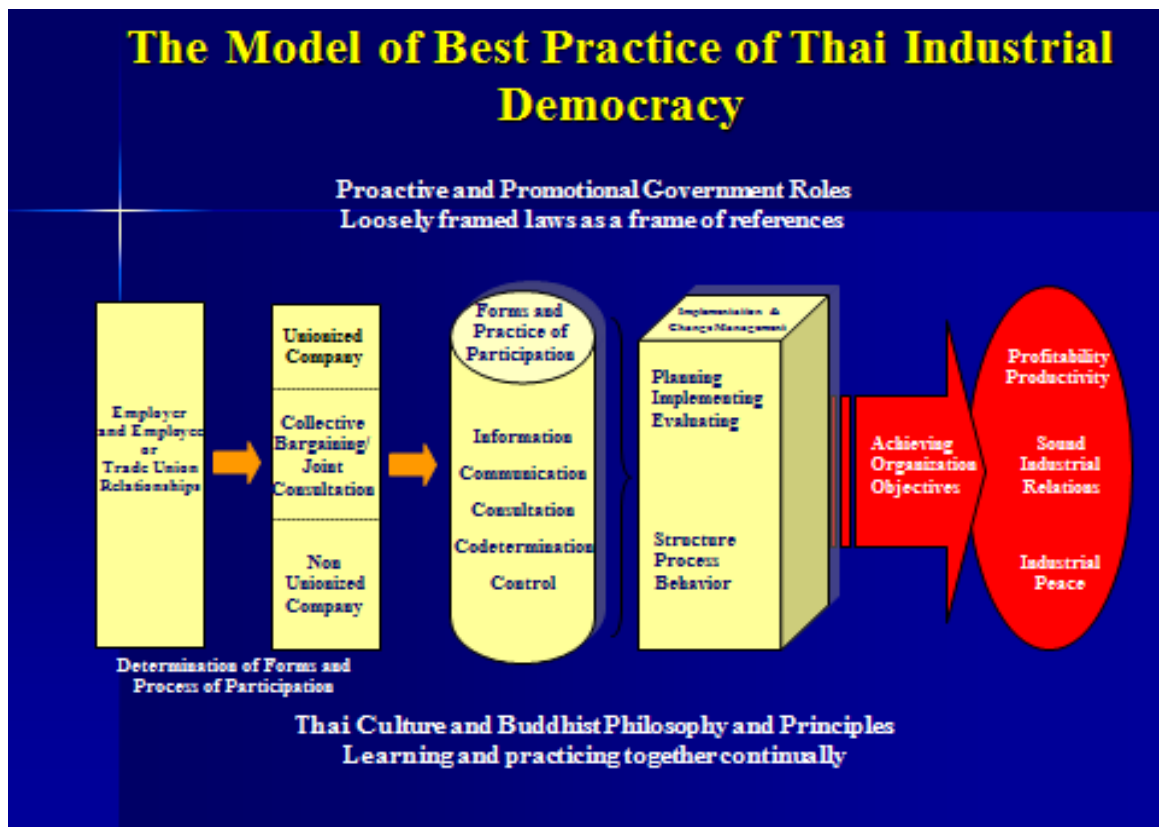 The Model of Best Practice of Thai Industrial
Democracy
Proactive and Promotional Government Roles
Loosely framed laws as a frame of references
Employer
and Employee
or
Trade Union
Relationships
Unionized
Company
Collective
Bargaining/
Joint
Consultation
Non
Unionized
Company
Determination of Forms and
Process of Participation
Forms and
Practice of
Participation
Information
Communication
Consultation
Codetermination
Control
Implementation &
Change Management
Planning
Implementing
Evaluating
Structure
Process
Behavior
Achieving
Organization
Objectives
Profitability
Productivity
Sound
Industrial
Relations
Industrial
Peace
Thai Culture and Buddhist Philosophy and Principles
Learning and practicing together continually